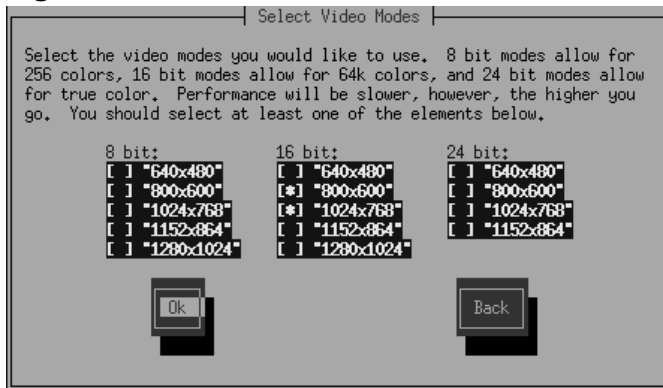 Select Video Modes
Select the video modes you would like to use.  8 bit modes allow for
256 colors, 16 bit modes allow for 64k colors, and 24 bit modes allow
for true color.  Performance will be slower, however, the higher you
go.  You should select at least one of the elements below.
8 bit: 16 bit: 24 bit:
[ ] "640x480" [ ] "640x480" [ ] "640x480"
[ ] "800x600" [*] "800x600" [ ] "800x600"
[ ] "1024x768" [*] "1024x768" [ ] "1024x768"
[ ] "1152x864" [ ] "1152x864" [ ] "1152x864"
[ ] "1280x1024" [ ] "1280x1024"
Ok Back